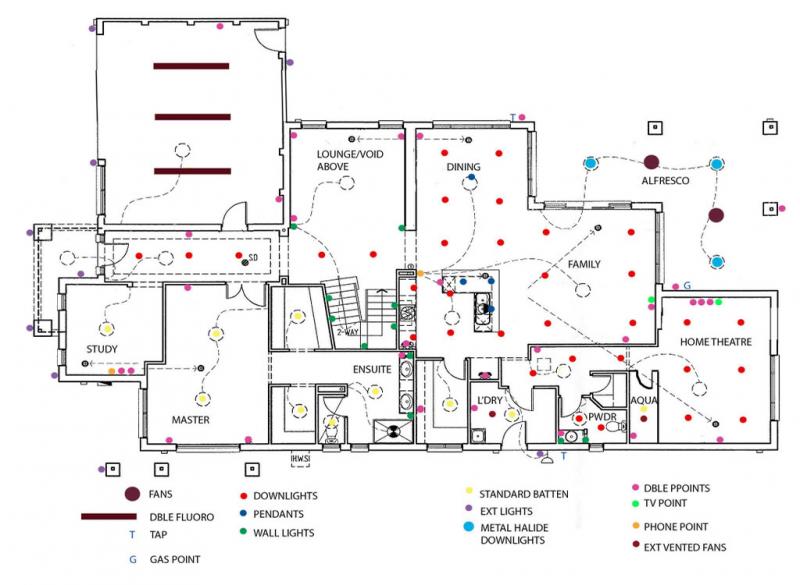 T
LOUNGE/VOID
ABOVE
DINING
ALFRESCO
S.D
FAMILY
G
2-WAY
STUDY
HOME THEATRE
ENSUITE
L'DRY
AQUA
MASTER
PWDR
T
H.W.S
FANS
DBLE FLUORO
T TAP
G GAS POINT
DOWNLIGHTS
PENDANTS
WALL LIGHTS
STANDARD BATTEN
EXT LIGHTS
METAL HALIDE
DOWNLIGHTS
DBLE PPOINTS
TV POINT
PHONE POINT
EXT VENTED FANS